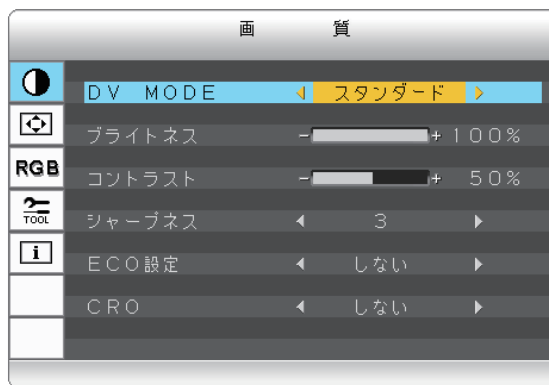 画 質
DV MODE スタンダード
ブライトネス - + 100%
RGB コントラスト - + 50%
TOOL シャープネス 3
i ECO設定 しない
CRO しない